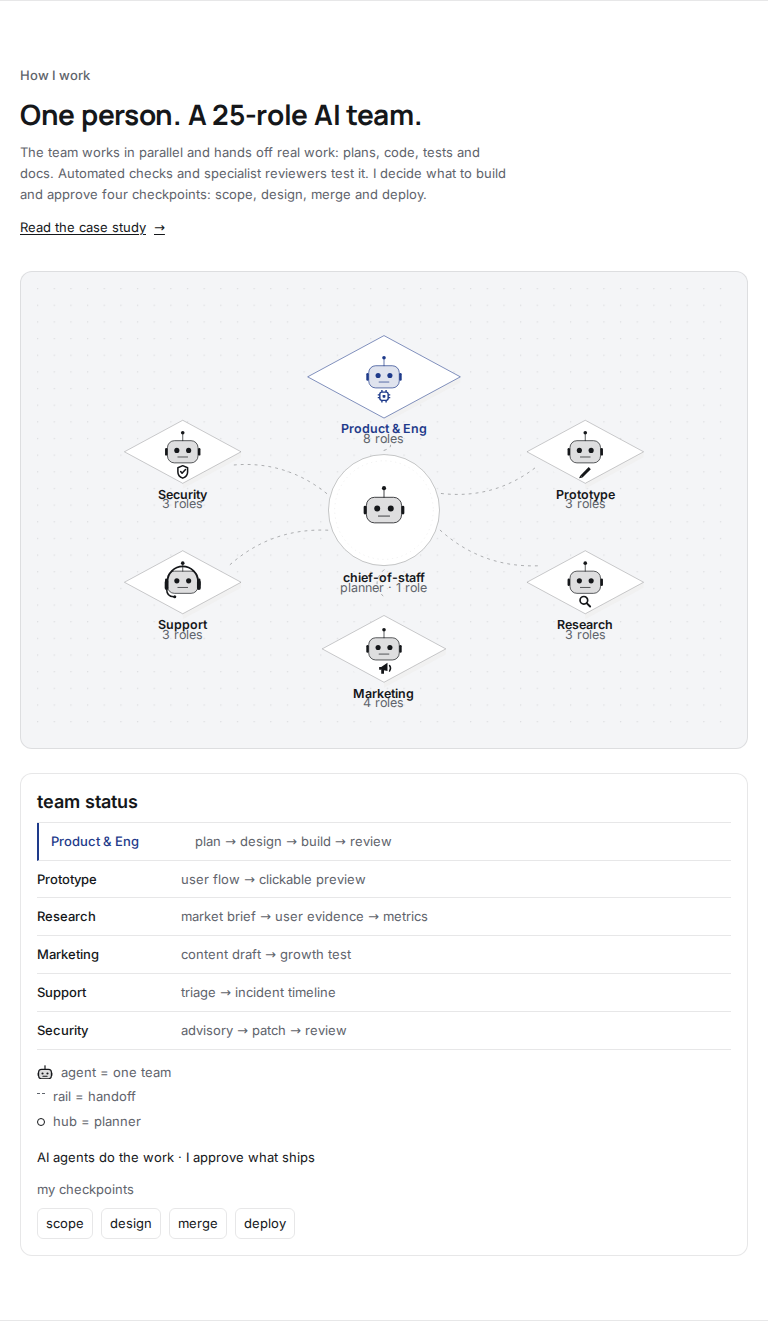 How I work
One person. A 25-role AI team.
The team works in parallel and hands off real work: plans, code, tests and
docs. Automated checks and specialist reviewers test it. I decide what to build
and approve four checkpoints: scope, design, merge and deploy.
Read the case study →
Product & Eng
8 roles
Security
3 roles
Prototype
3 roles
chief-of-staff
planner · 1 role
Support
3 roles
Research
3 roles
Marketing
4 roles
team status
Product & Eng plan → design → build → review
Prototype user flow → clickable preview
Research market brief → user evidence → metrics
Marketing content draft → growth test
Support triage → incident timeline
Security advisory → patch → review
agent = one team
rail = handoff
hub = planner
AI agents do the work · I approve what ships
my checkpoints
scope design merge deploy